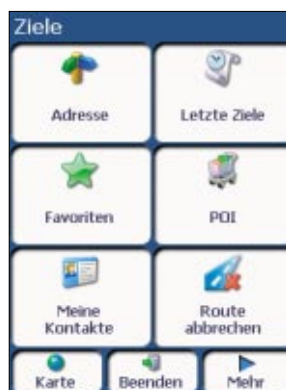 Ziele
Adresse
Letzte Ziele
Favoriten
POI
Meine
Kontakte
Route
abbrechen
Karte
Beenden
Mehr